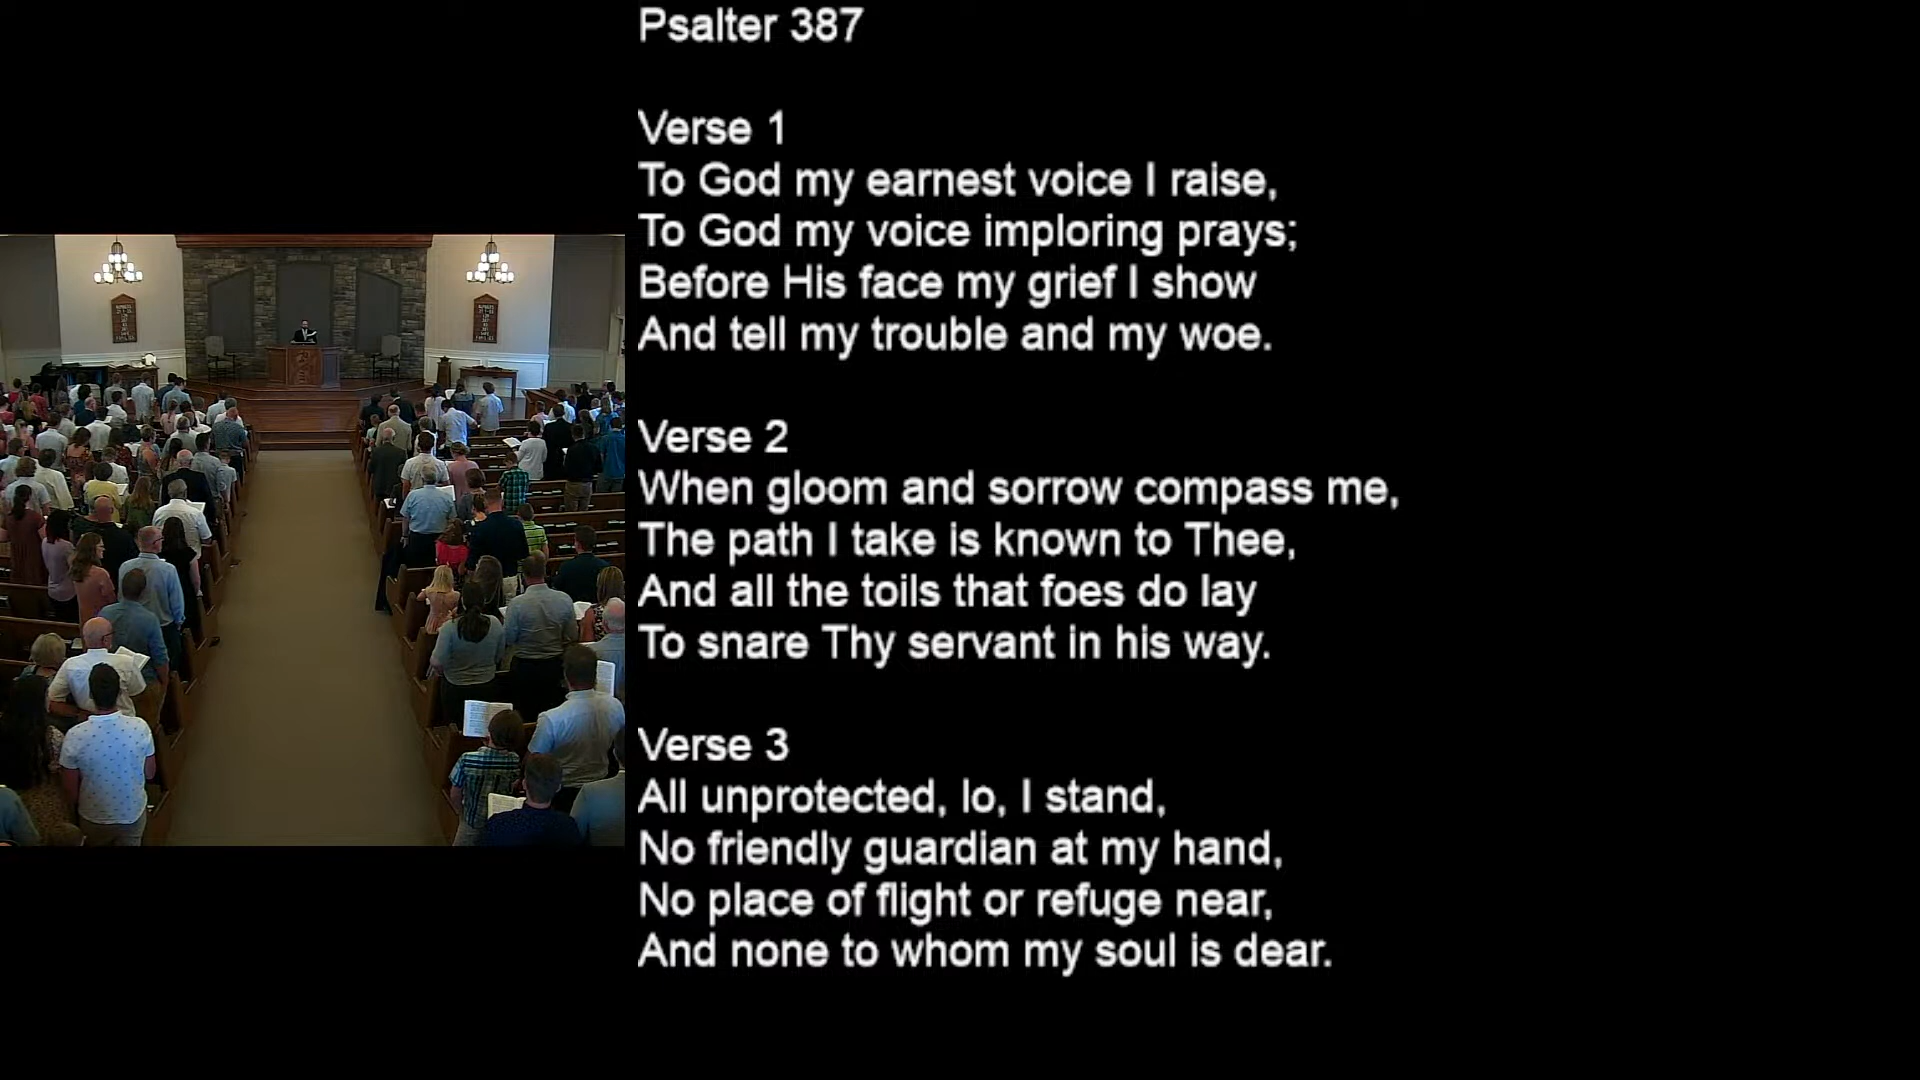 Psalter 387
Verse 1
To God my earnest voice I raise,
To God my voice imploring prays;
Before His face my grief I show
And tell my trouble and my woe.
Verse 2
When gloom and sorrow compass me,
The path I take is known to Thee,
And all the toils that foes do lay
To snare Thy servant in his way.
Verse 3
All unprotected, lo, I stand,
No friendly guardian at my hand,
No place of flight or refuge near,
And none to whom my soul is dear.